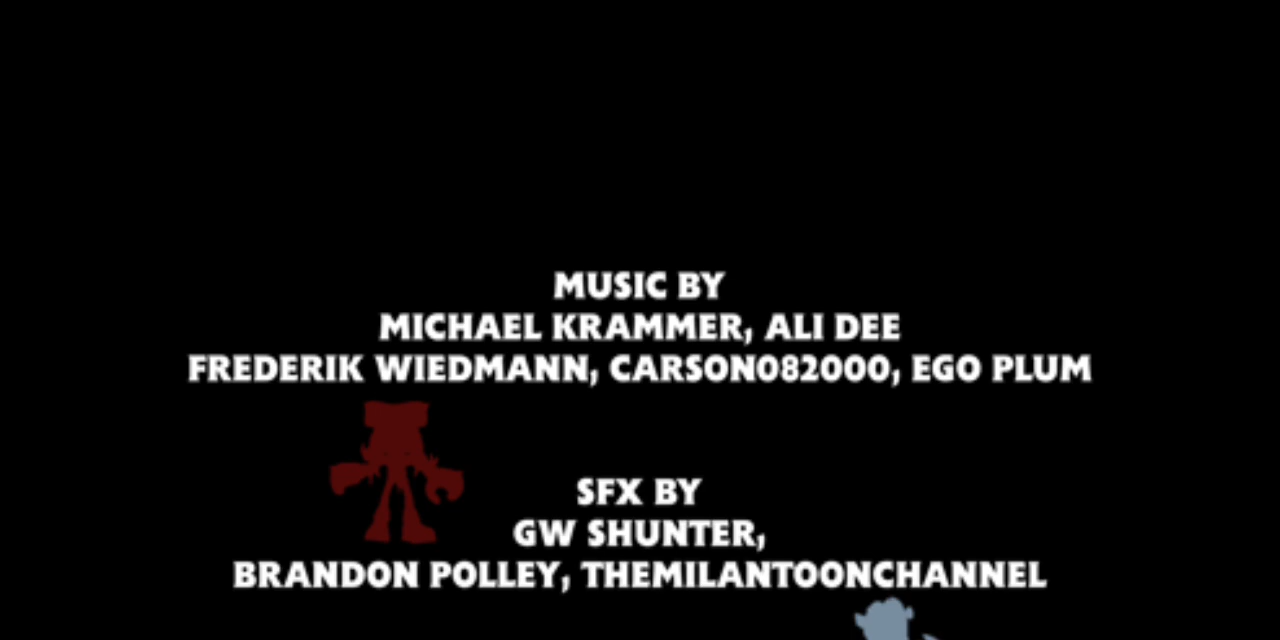 MUSIC BY
MICHAEL KRAMMER, ALI DEE
FREDERIK WIEDMANN, CARSON082000, EGO PLUM
SFX BY
GW SHUNTER,
BRANDON POLLEY, THEMILANTOONCHANNEL